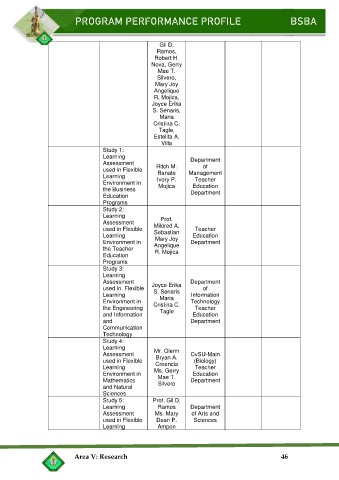 PROGRAM PERFORMANCE PROFILE BSBA
Gil D.
Ramos,
Robert H.
Nova, Gerry
Mae T.
Silvero,
Mary Joy
Angelique
R. Mojica,
Joyce Erika
S. Senaris,
Maria
Cristina C.
Tagle,
Estelita A.
Villa
Study 1:
Learning
Assessment
used in Flexible
Learning
Environment in
the Business
Education
Programs
Ritch M.
Banate
Ivory P.
Mojica
Department
of
Management
Teacher
Education
Department
Study 2:
Learning
Assessment
used in Flexible
Learning
Environment in
the Teacher
Education
Programs
Prof.
Mildred A.
Sebastian
Mary Joy
Angelique
R. Mojica
Teacher
Education
Department
Study 3:
Learning
Assessment
used in Flexible
Learning
Environment in
the Engineering
and Information
and
Communication
Technology
Joyce Erika
S. Senaris
Maria
Cristina C.
Tagle
Department
of
Information
Technology
Teacher
Education
Department
Study 4:
Learning
Assessment
used in Flexible
Learning
Environment in
Mathematics
and Natural
Sciences
Mr. Glenn
Bryan A.
Creencia
Ms. Gerry
Mae T.
Silvero
CvSU-Main
(Biology)
Teacher
Education
Department
Study 5:
Learning
Assessment
used in Flexible
Learning
Prof. Gil D.
Ramos
Ms. Mary
Dean P.
Ampon
Department
of Arts and
Sciences
Area V: Research 46